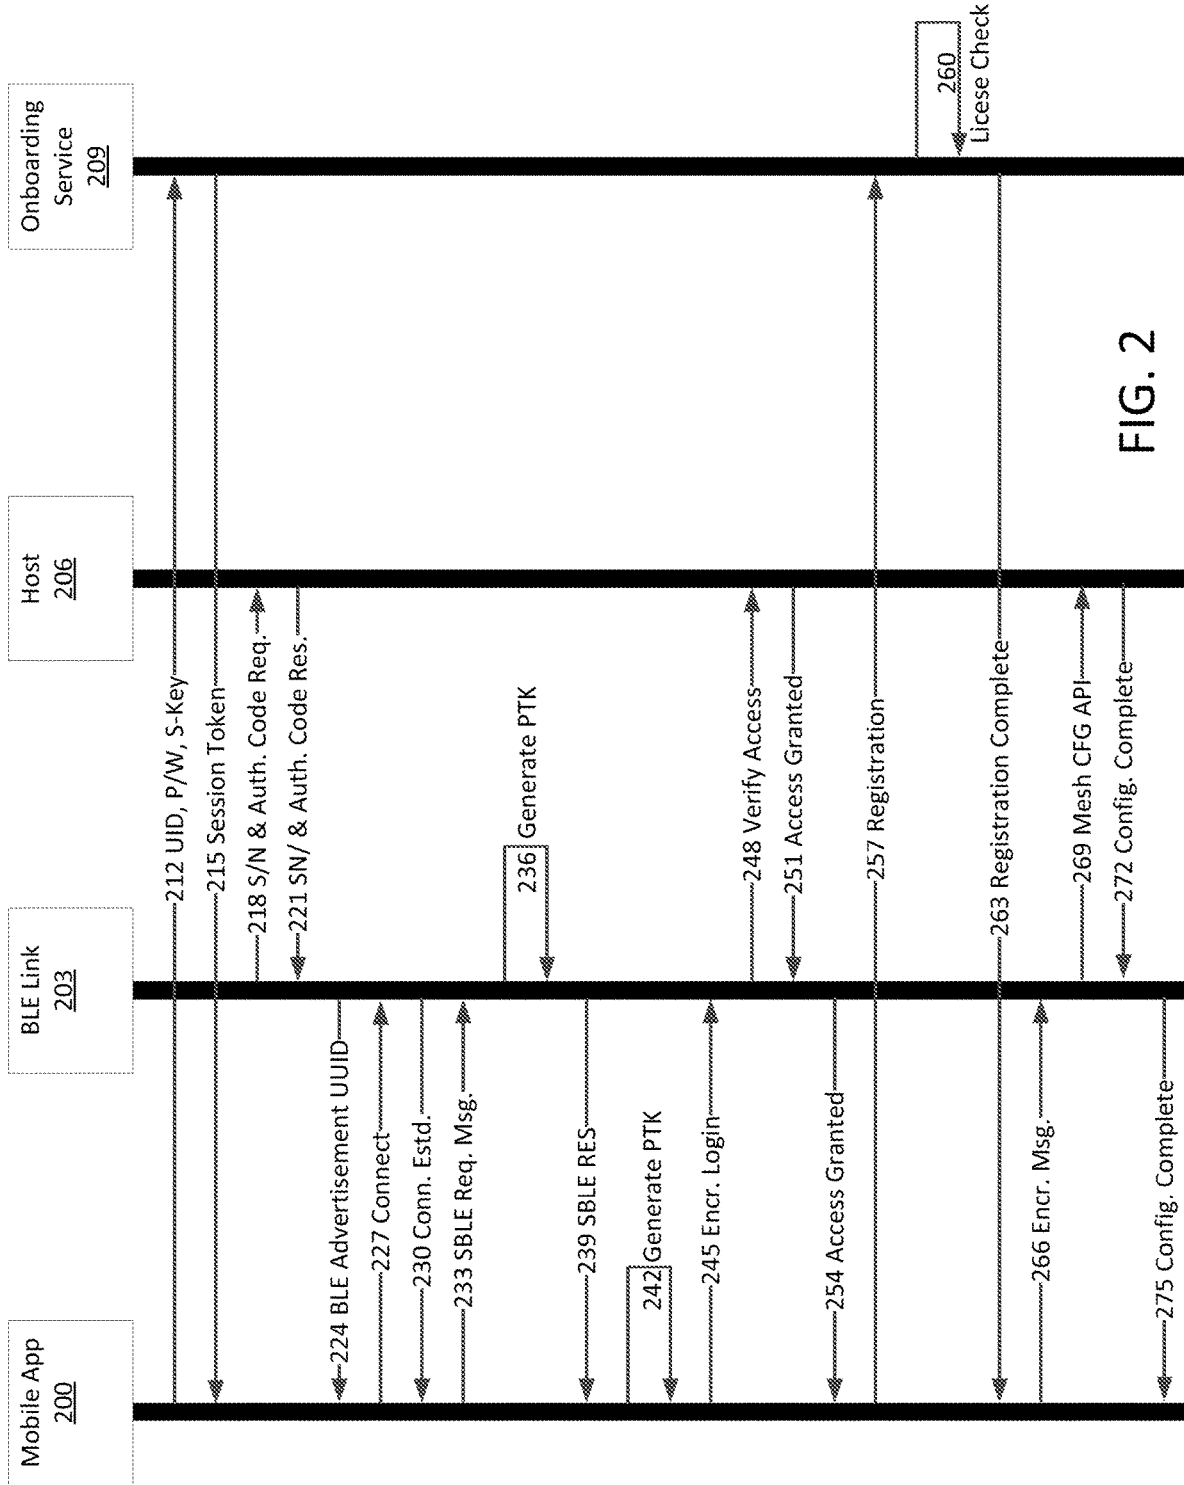 Mobile App
200
BLE Link
203
Host
206
Onboarding
Service
209
212 UID, P/W, S-Key
215 Session Token
218 S/N & Auth. Code Req.
221 SN/ & Auth. Code Res.
224 BLE Advertisement UUID
227 Connect
230 Conn. Estd.
233 SBLE Req. Msg.
236 Generate PTK
239 SBLE RES
242 Generate PTK
245 Encr. Login
248 Verify Access
251 Access Granted
254 Access Granted
257 Registration
260
Licese Check
263 Registration Complete
266 Encr. Msg.
269 Mesh CFG API
272 Config. Complete
275 Config. Complete
FIG. 2